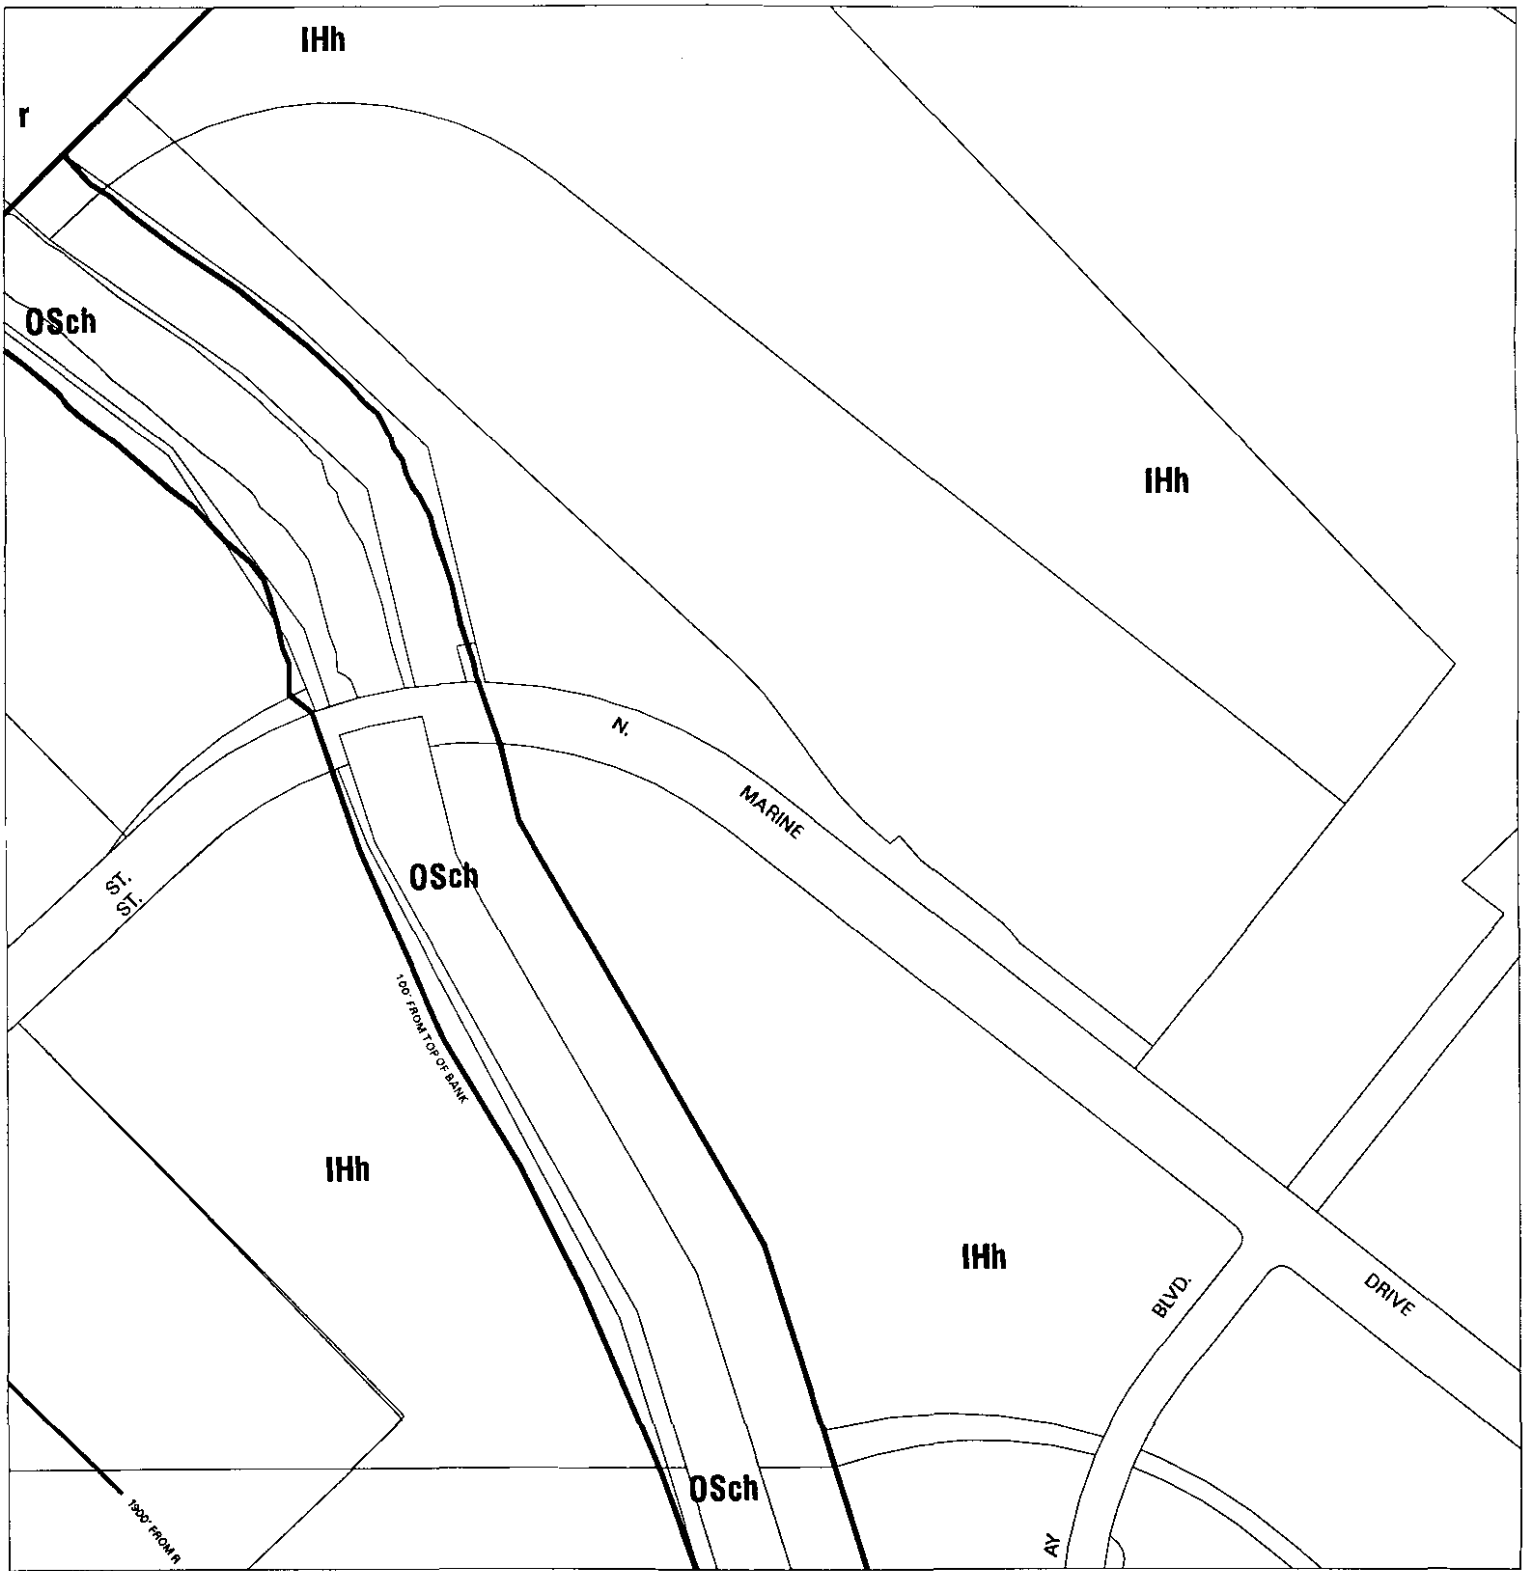 IHh
r
OSch
IHh
N.
MARINE
ST.
ST.
OSch
100' FROM TOP OF BANK
IHh
IHh
BLVD.
DRIVE
OSch
1900' FROM R
AY